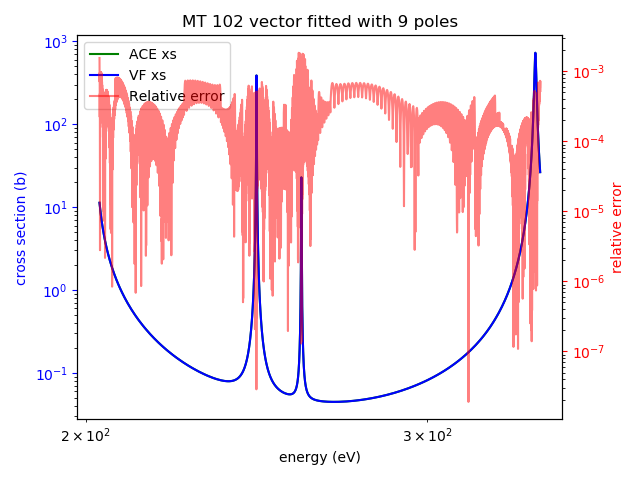 MT 102 vector fitted with 9 poles
ACE xs
VF xs
Relative error
cross section (b)
10³
10²
10¹
10⁰
10⁻¹
10⁻³
10⁻⁴
10⁻⁵
10⁻⁶
10⁻⁷
relative error
2 × 10²
3 × 10²
energy (eV)